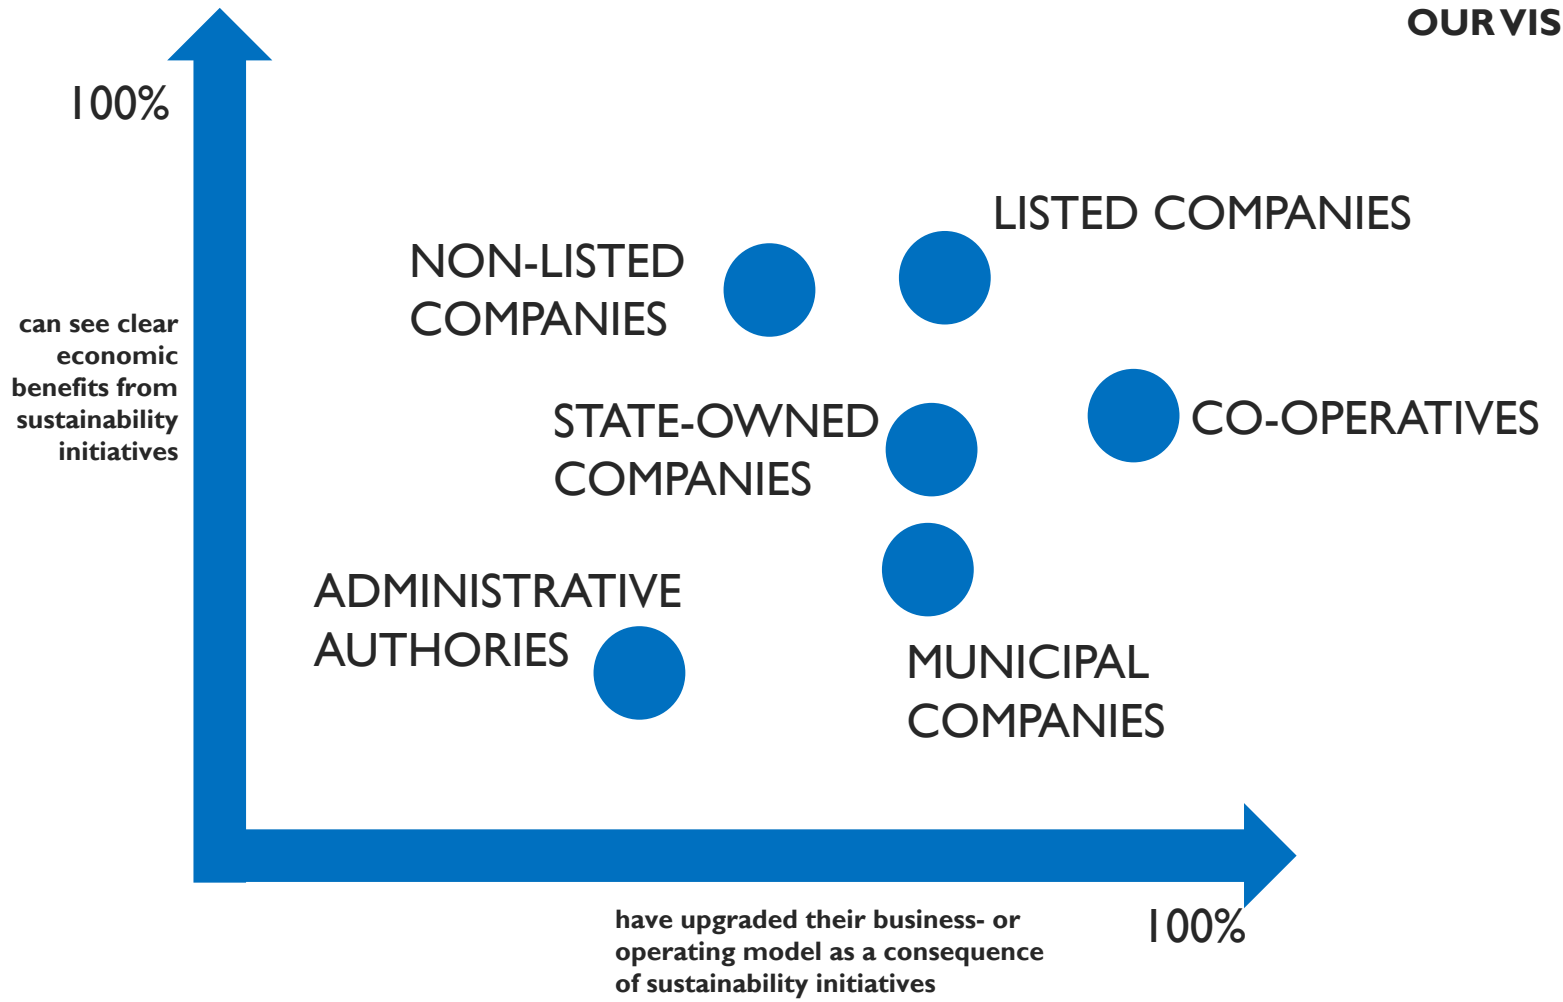 OUR VIS
100%
LISTED COMPANIES
NON-LISTED
COMPANIES
can see clear
economic
benefits from
sustainability
initiatives
STATE-OWNED
COMPANIES
CO-OPERATIVES
ADMINISTRATIVE
AUTHORIES
MUNICIPAL
COMPANIES
have upgraded their business- or
operating model as a consequence
of sustainability initiatives
100%